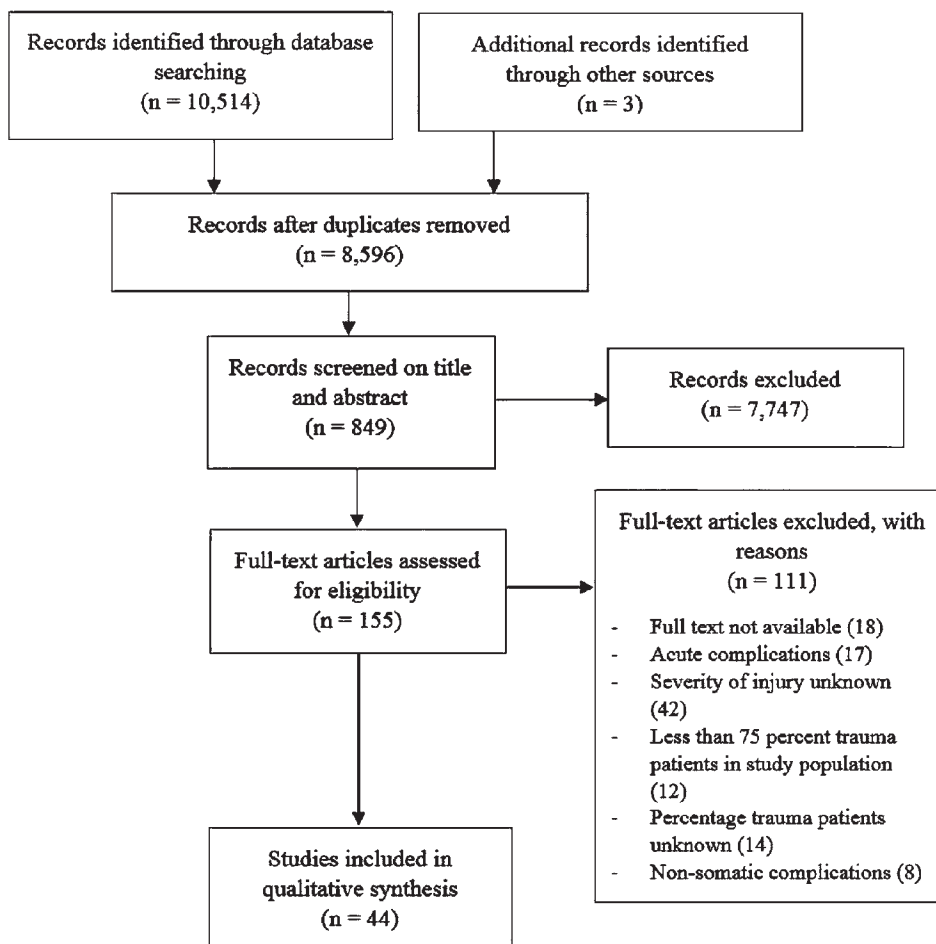 Records identified through database
searching
(n = 10,514)
Additional records identified
through other sources
(n = 3)
Records after duplicates removed
(n = 8,596)
Records screened on title
and abstract
(n = 849)
Records excluded
(n = 7,747)
Full-text articles assessed
for eligibility
(n = 155)
Full-text articles excluded, with
reasons
(n = 111)
- Full text not available (18)
- Acute complications (17)
- Severity of injury unknown
(42)
- Less than 75 percent trauma
patients in study population
(12)
- Percentage trauma patients
unknown (14)
- Non-somatic complications (8)
Studies included in
qualitative synthesis
(n = 44)